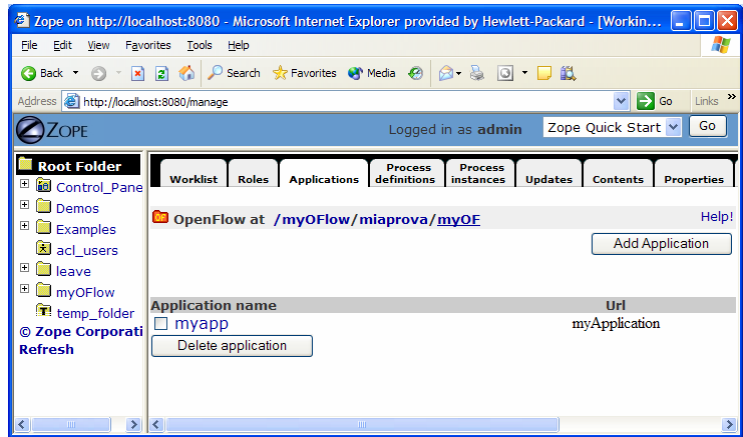 Zope on http://localhost:8080 - Microsoft Internet Explorer provided by Hewlett-Packard - [Workin...
File Edit View Favorites Tools Help
Back Search Favorites Media
Address http://localhost:8080/manage Go Links »
ZOPE Logged in as admin Zope Quick Start Go
Root Folder
Control_Pane
Demos
Examples
acl_users
leave
myOFlow
temp_folder
© Zope Corporati
Refresh
Worklist Roles Applications Process definitions Process instances Updates Contents Properties
OF OpenFlow at /myOFlow/miaprova/myOF Help!
Add Application
Application name Url
myapp myApplication
Delete application